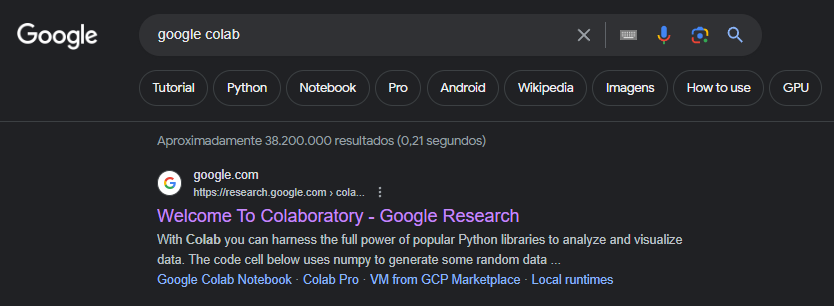 Google
google colab
Tutorial Python Notebook Pro Android Wikipedia Imagens How to use GPU
Aproximadamente 38.200.000 resultados (0,21 segundos)
google.com
https://research.google.com › cola...
Welcome To Colaboratory - Google Research
With Colab you can harness the full power of popular Python libraries to analyze and visualize
data. The code cell below uses numpy to generate some random data ...
Google Colab Notebook · Colab Pro · VM from GCP Marketplace · Local runtimes